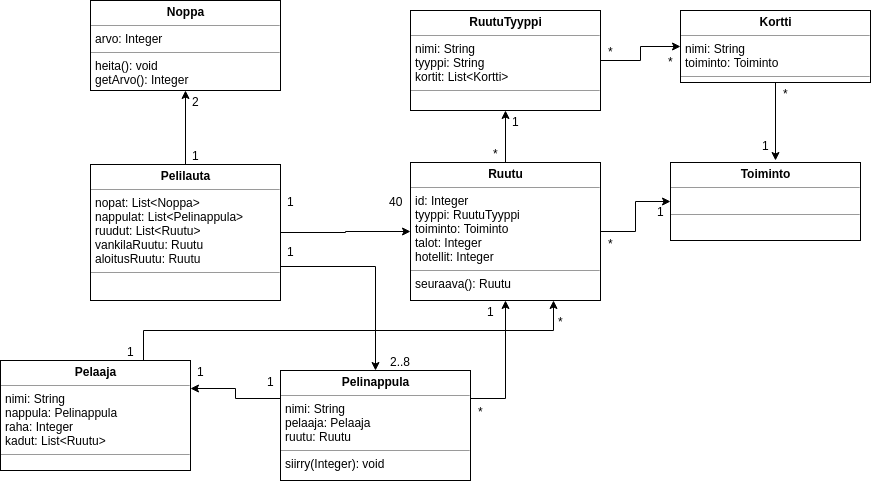 Noppa
arvo: Integer
heita(): void
getArvo(): Integer
2
1
RuutuTyyppi
nimi: String
tyyppi: String
kortit: List<Kortti>
*
*
1
*
Kortti
nimi: String
toiminto: Toiminto
*
1
Pelilauta
nopat: List<Noppa>
nappulat: List<Pelinappula>
ruudut: List<Ruutu>
vankilaRuutu: Ruutu
aloitusRuutu: Ruutu
1
40
1
Ruutu
id: Integer
tyyppi: RuutuTyyppi
toiminto: Toiminto
talot: Integer
hotellit: Integer
seuraava(): Ruutu
1
*
Toiminto
1
*
1
2..8
Pelaaja
nimi: String
nappula: Pelinappula
raha: Integer
kadut: List<Ruutu>
1
1
Pelinappula
nimi: String
pelaaja: Pelaaja
ruutu: Ruutu
siirry(Integer): void
*